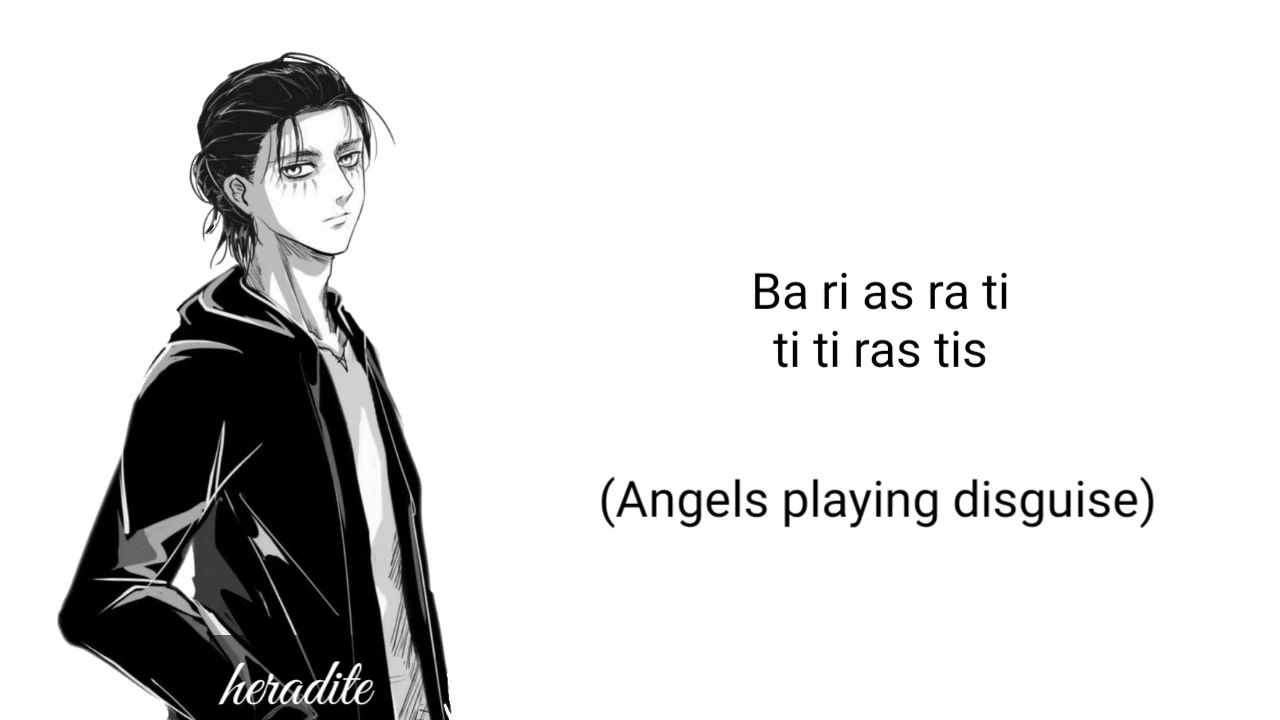 Ba ri as ra ti
ti ti ras tis
(Angels playing disguise)
heradite